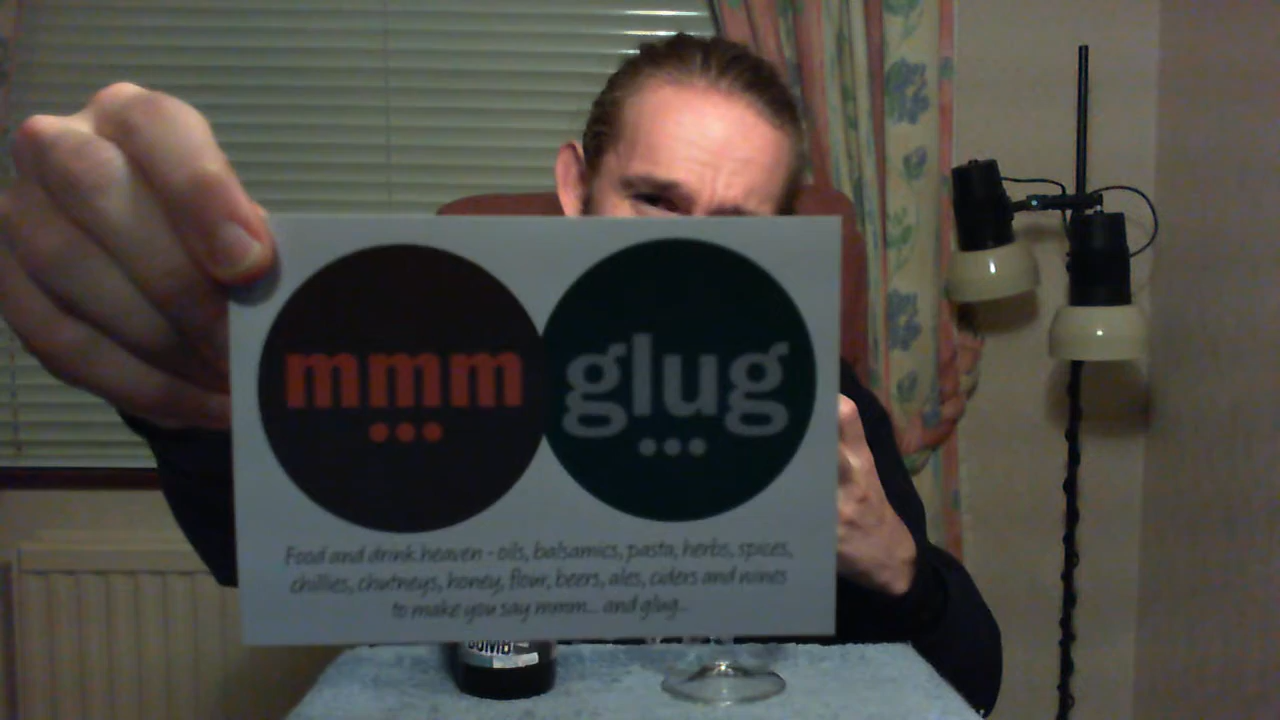 mmm
...
glug
...
Food and drink heaven - oils, balsamics, pasta, herbs, spices,
chillies, chutneys, honey, flour, beers, ales, ciders and wines
to make you say mmm... and glug...
BOMB